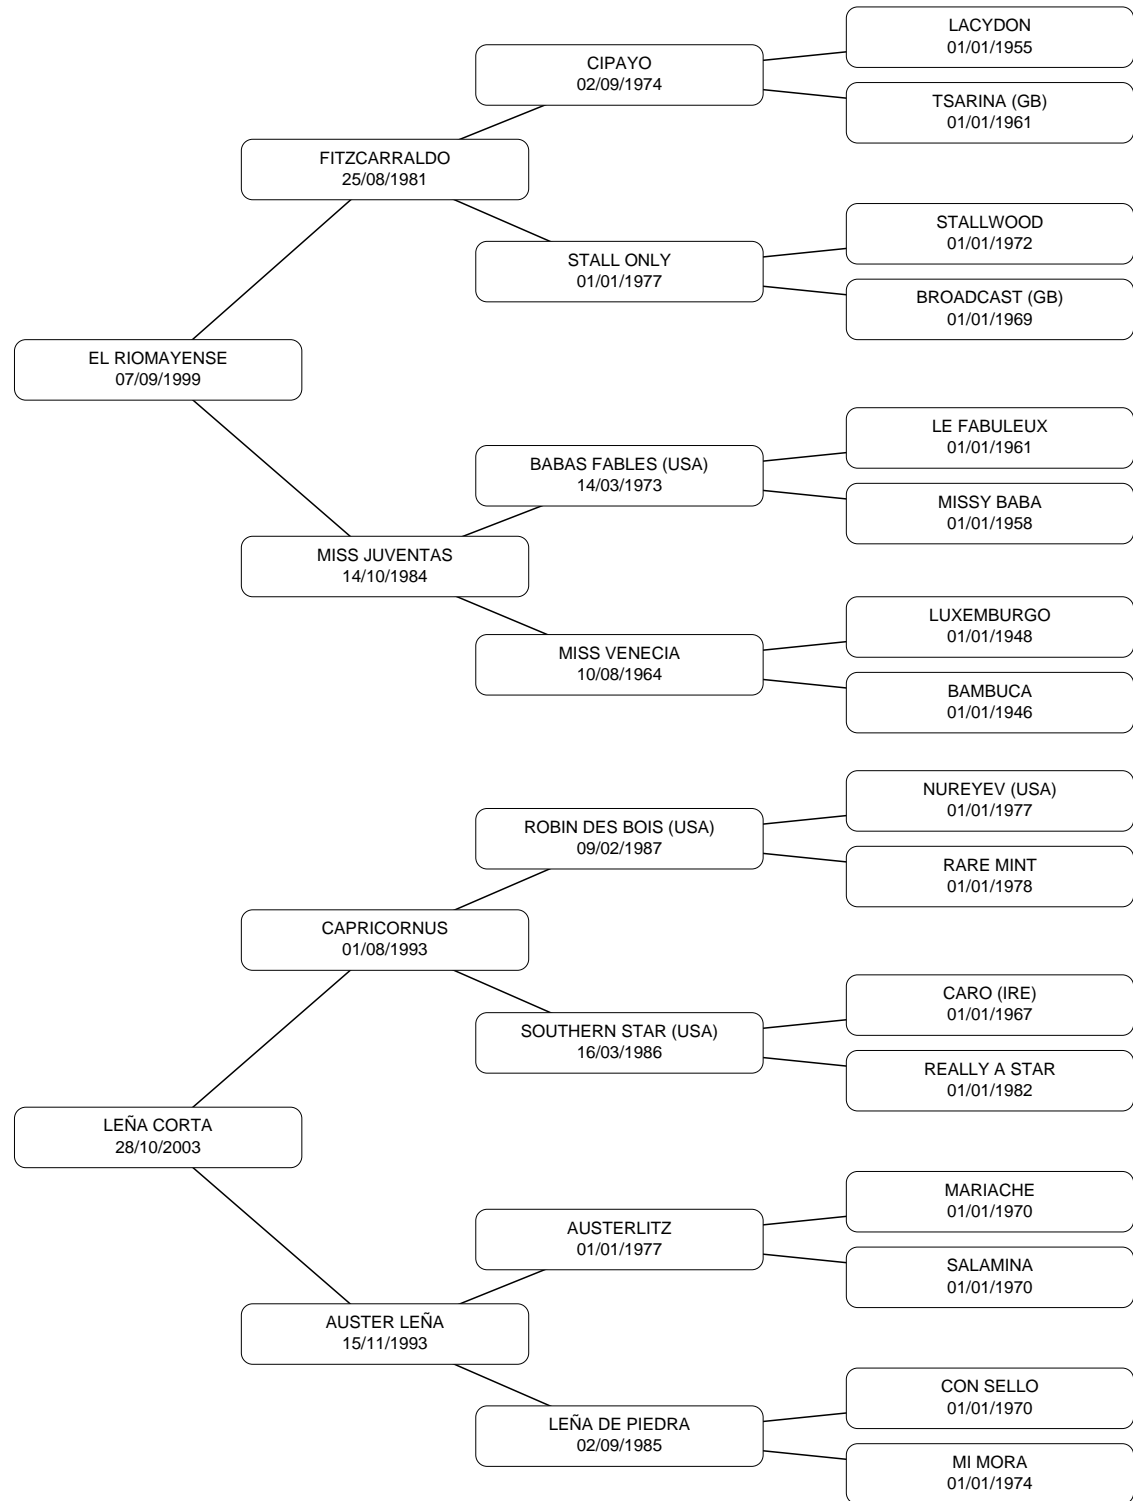 LACYDON
01/01/1955
CIPAYO
02/09/1974
TSARINA (GB)
01/01/1961
FITZCARRALDO
25/08/1981
STALLWOOD
01/01/1972
STALL ONLY
01/01/1977
BROADCAST (GB)
01/01/1969
EL RIOMAYENSE
07/09/1999
LE FABULEUX
01/01/1961
BABAS FABLES (USA)
14/03/1973
MISSY BABA
01/01/1958
MISS JUVENTAS
14/10/1984
LUXEMBURGO
01/01/1948
MISS VENECIA
10/08/1964
BAMBUCA
01/01/1946
NUREYEV (USA)
01/01/1977
ROBIN DES BOIS (USA)
09/02/1987
RARE MINT
01/01/1978
CAPRICORNUS
01/08/1993
CARO (IRE)
01/01/1967
SOUTHERN STAR (USA)
16/03/1986
REALLY A STAR
01/01/1982
LEÑA CORTA
28/10/2003
MARIACHE
01/01/1970
AUSTERLITZ
01/01/1977
SALAMINA
01/01/1970
AUSTER LEÑA
15/11/1993
CON SELLO
01/01/1970
LEÑA DE PIEDRA
02/09/1985
MI MORA
01/01/1974